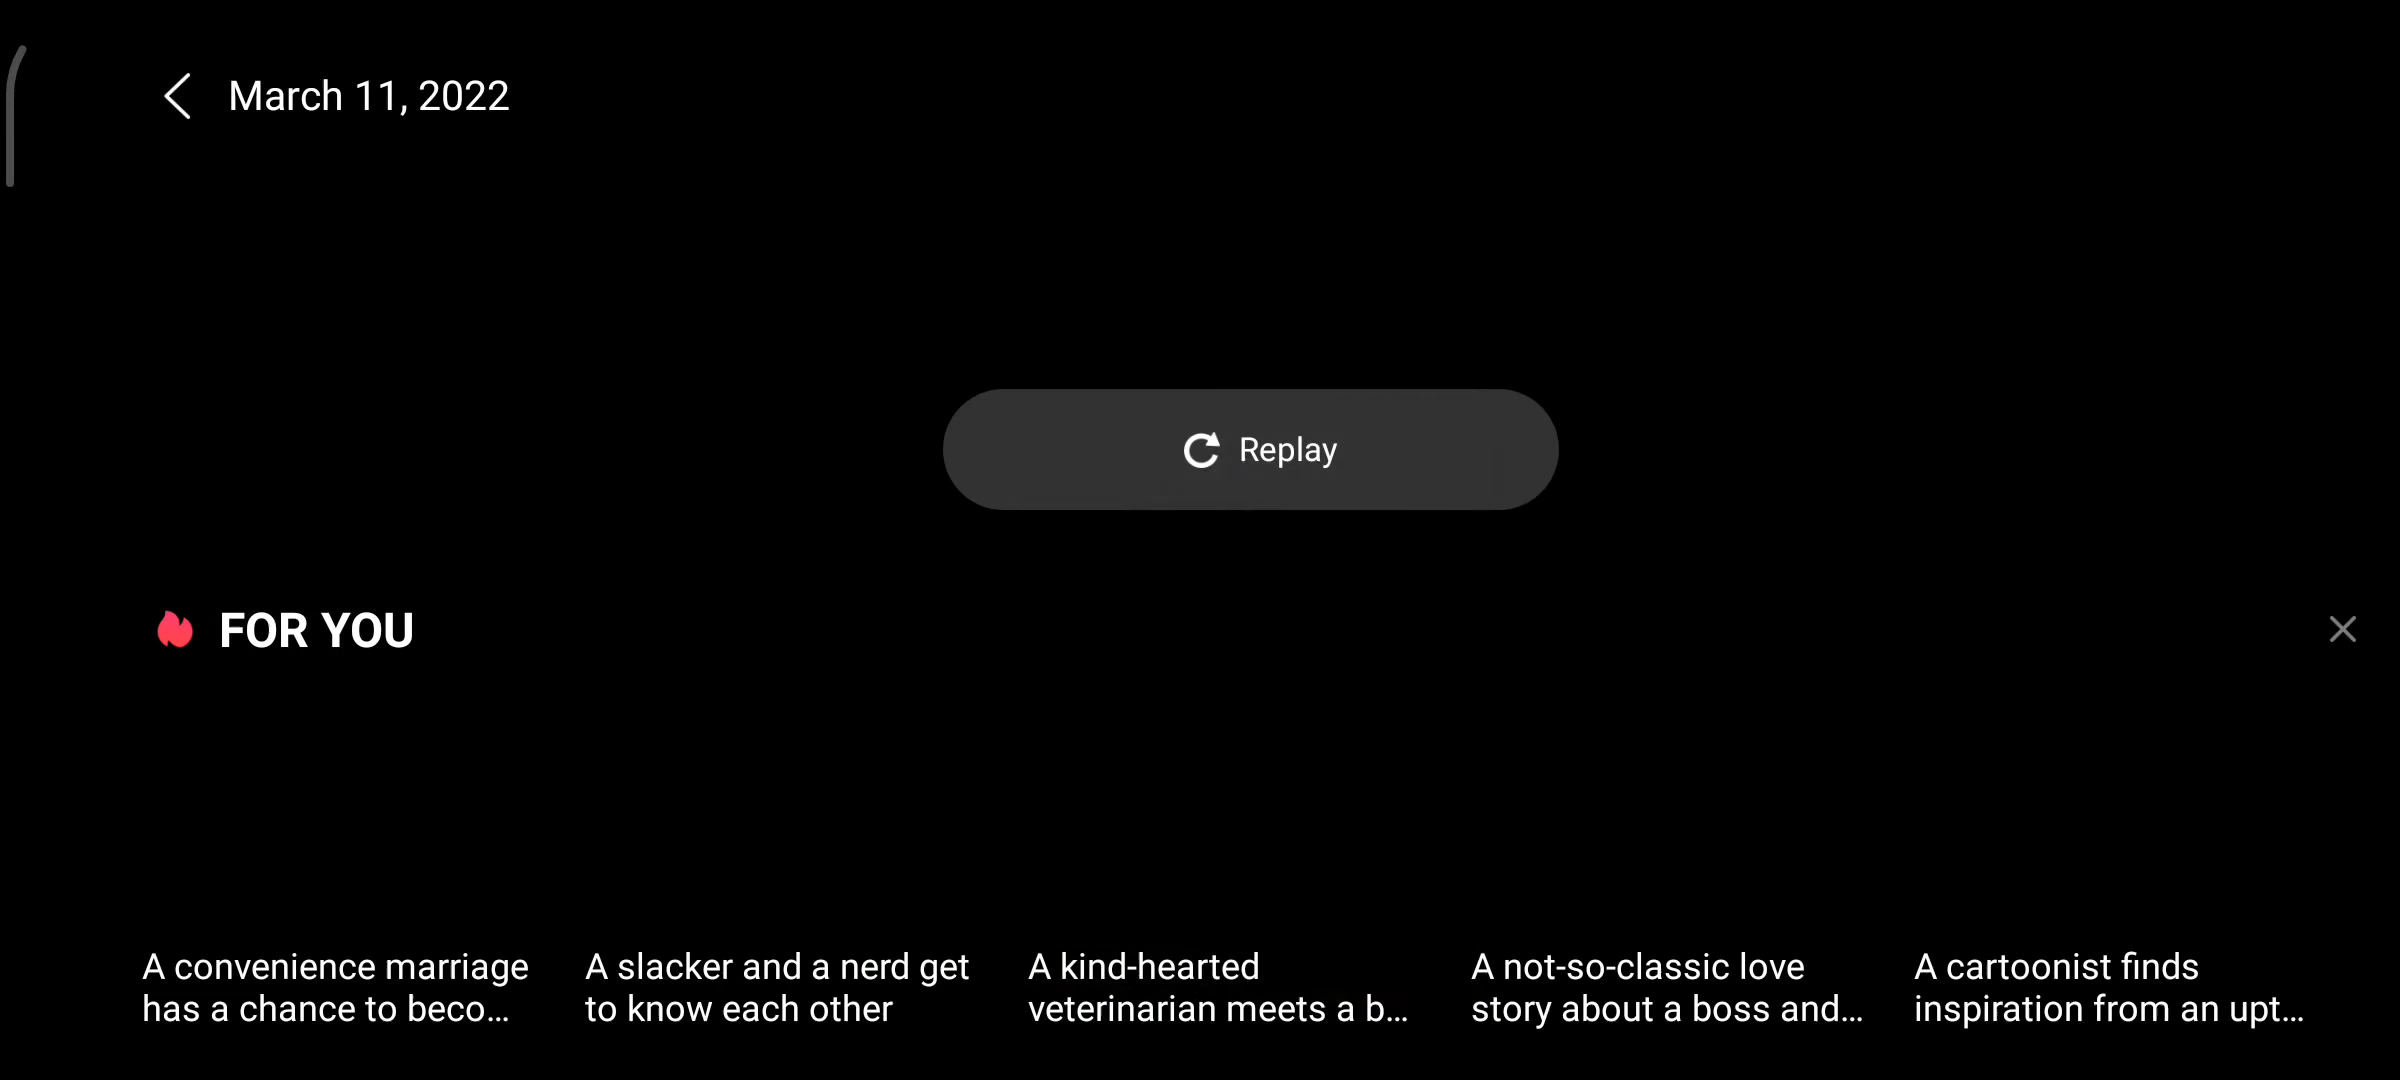 March 11, 2022
Replay
FOR YOU
A convenience marriage
has a chance to beco...
A slacker and a nerd get
to know each other
A kind-hearted
veterinarian meets a b...
A not-so-classic love
story about a boss and...
A cartoonist finds
inspiration from an upt...